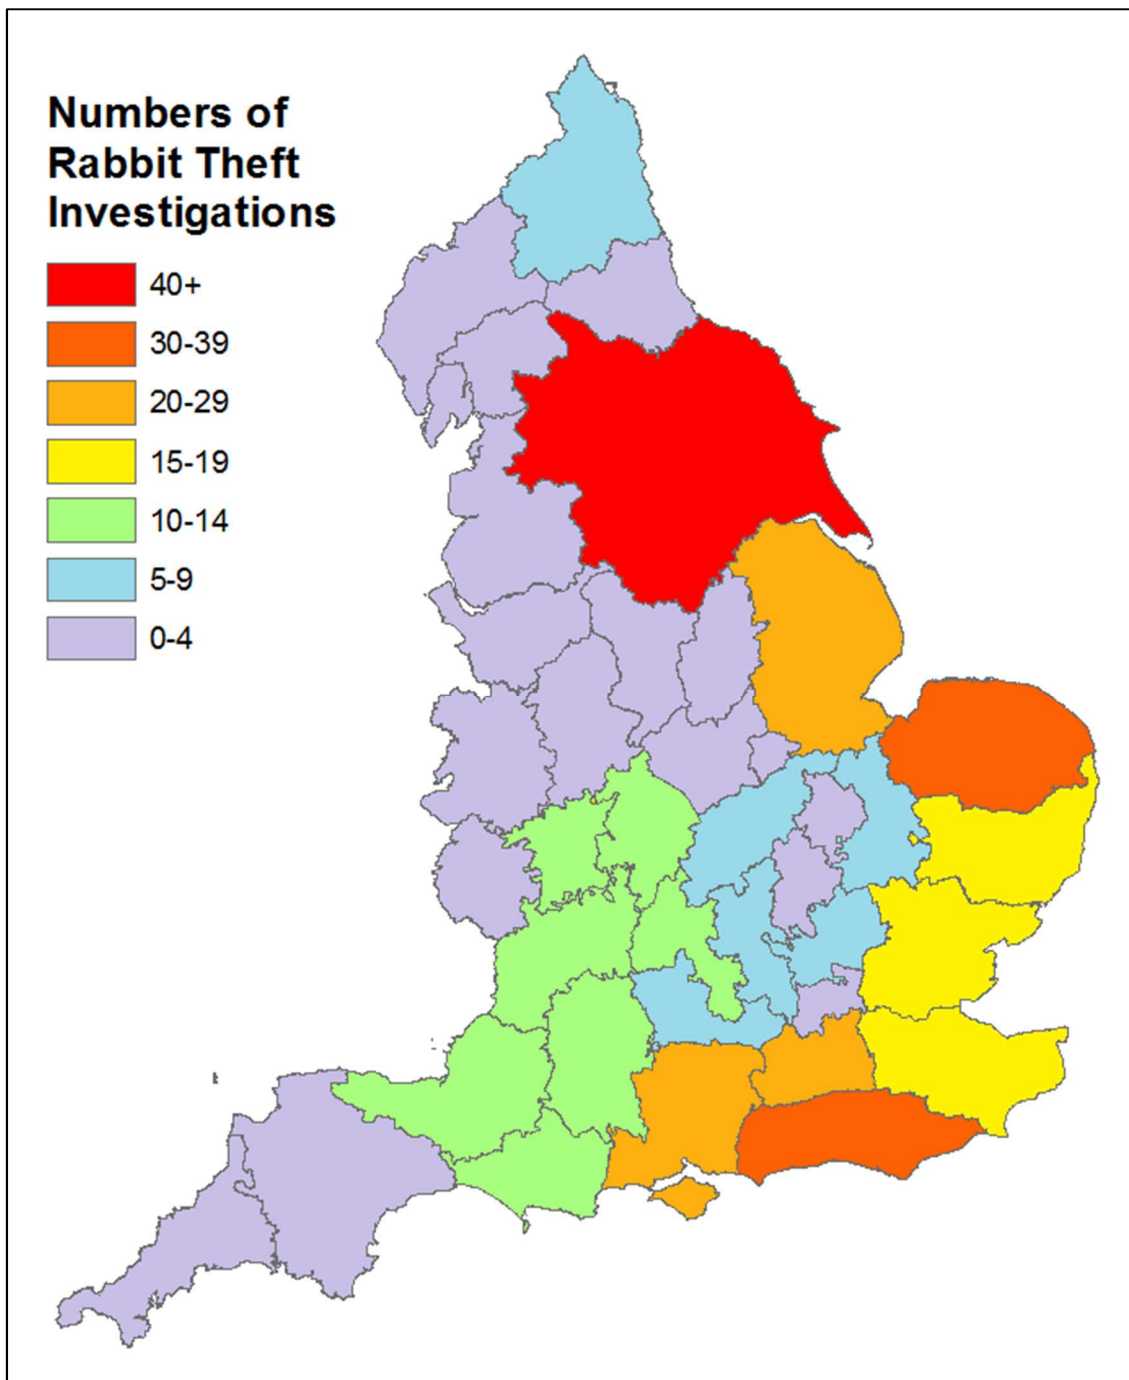 Numbers of
Rabbit Theft
Investigations
40+
30-39
20-29
15-19
10-14
5-9
0-4